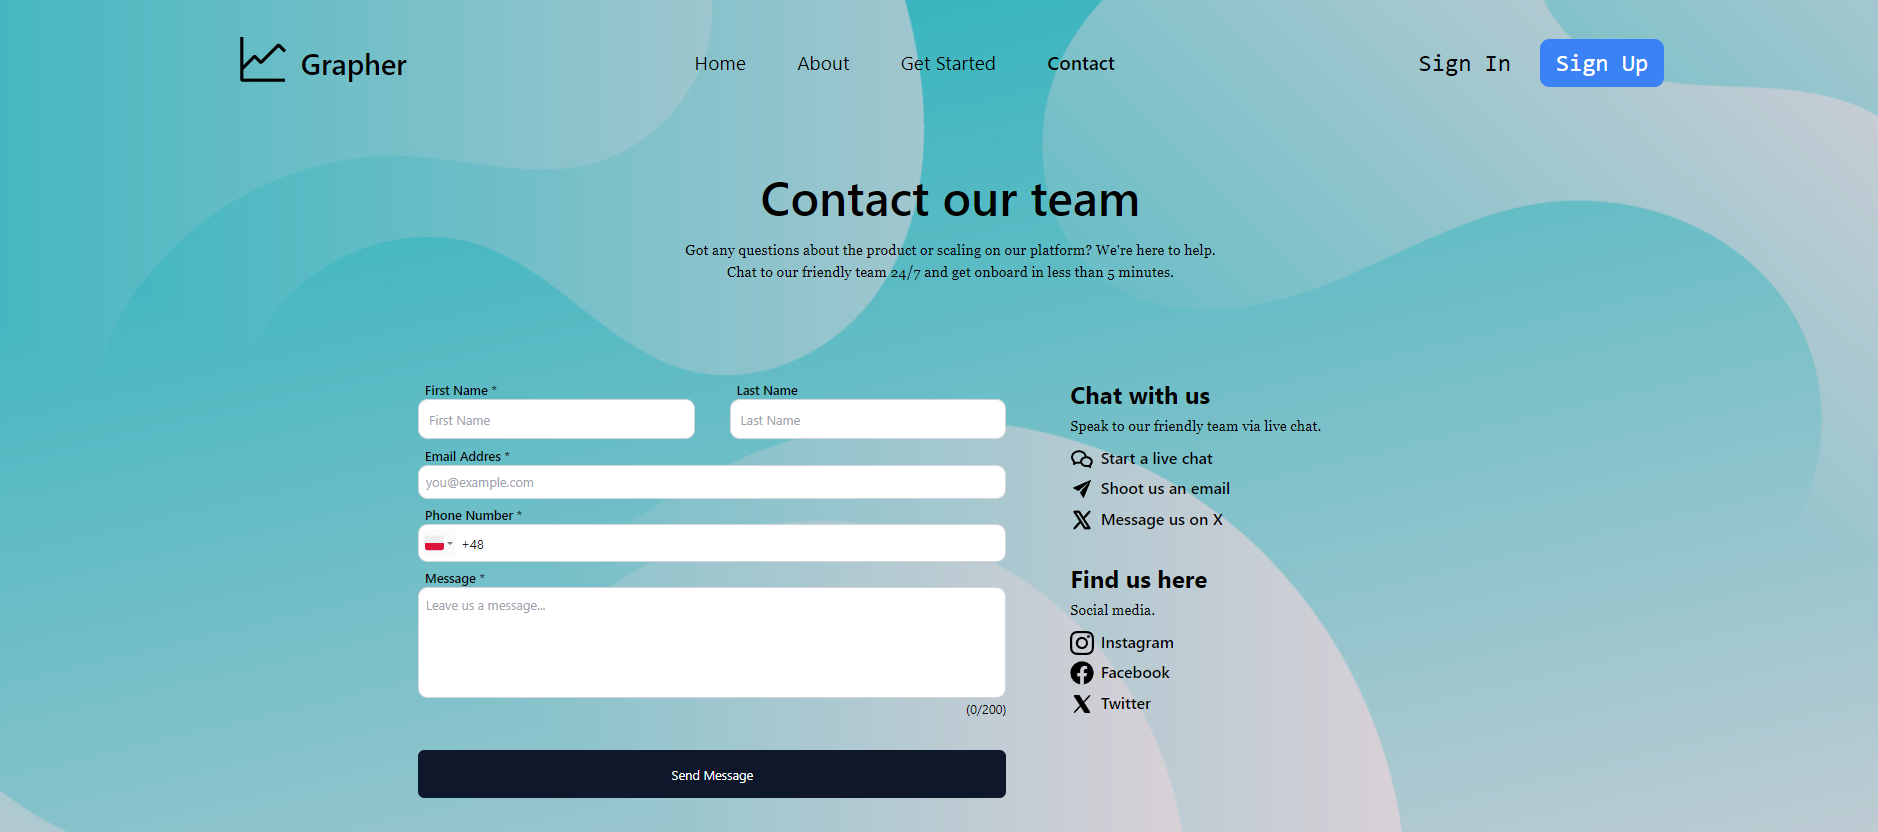 Grapher
Home
About
Get Started
Contact
Sign In
Sign Up
Contact our team
Got any questions about the product or scaling on our platform? We're here to help.
Chat to our friendly team 24/7 and get onboard in less than 5 minutes.
First Name *
Last Name
First Name
Last Name
Email Addres *
you@example.com
Phone Number *
+48
Message *
Leave us a message...
(0/200)
Send Message
Chat with us
Speak to our friendly team via live chat.
Start a live chat
Shoot us an email
Message us on X
Find us here
Social media.
Instagram
Facebook
Twitter